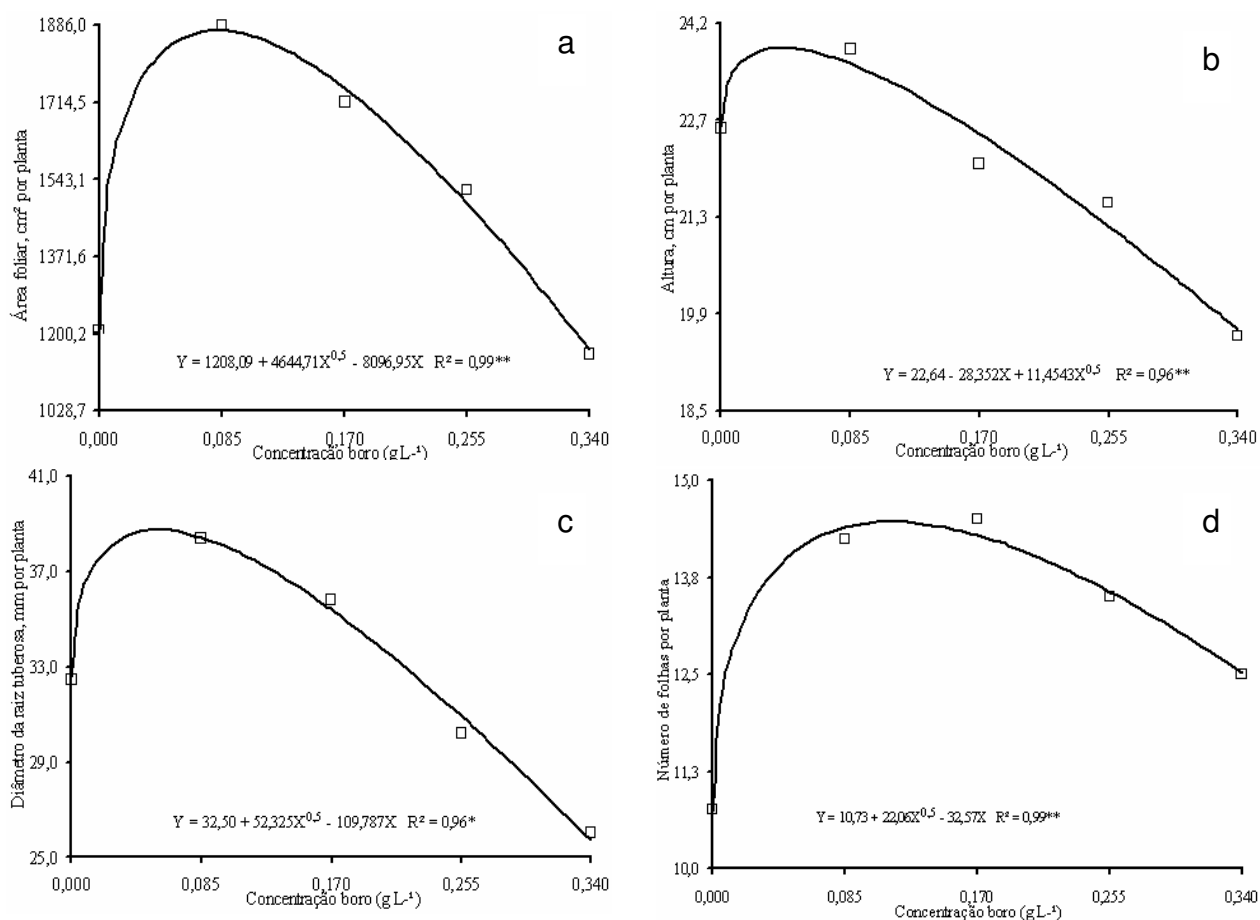 a
1886,0
1714,5
1543,1
1371,6
1200,2
1028,7
Área foliar, cm² por planta
Y = 1208,09 + 4644,71X^0,5 - 8096,95X R² = 0,99**
0,000 0,085 0,170 0,255 0,340
Concentração boro (g L-¹)
b
24,2
22,7
21,3
19,9
18,5
Altura, cm por planta
Y = 22,64 - 28,352X + 11,4543X^0,5 R² = 0,96**
0,000 0,085 0,170 0,255 0,340
Concentração boro (g L-¹)
c
41,0
37,0
33,0
29,0
25,0
Diâmetro da raiz tuberosa, mm por planta
Y = 32,50 + 52,325X^0,5 - 109,787X R² = 0,96*
0,000 0,085 0,170 0,255 0,340
Concentração boro (g L-¹)
d
15,0
13,8
12,5
11,3
10,0
Número de folhas por planta
Y = 10,73 + 22,06X^0,5 - 32,57X R² = 0,99**
0,000 0,085 0,170 0,255 0,340
Concentração boro (g L-¹)